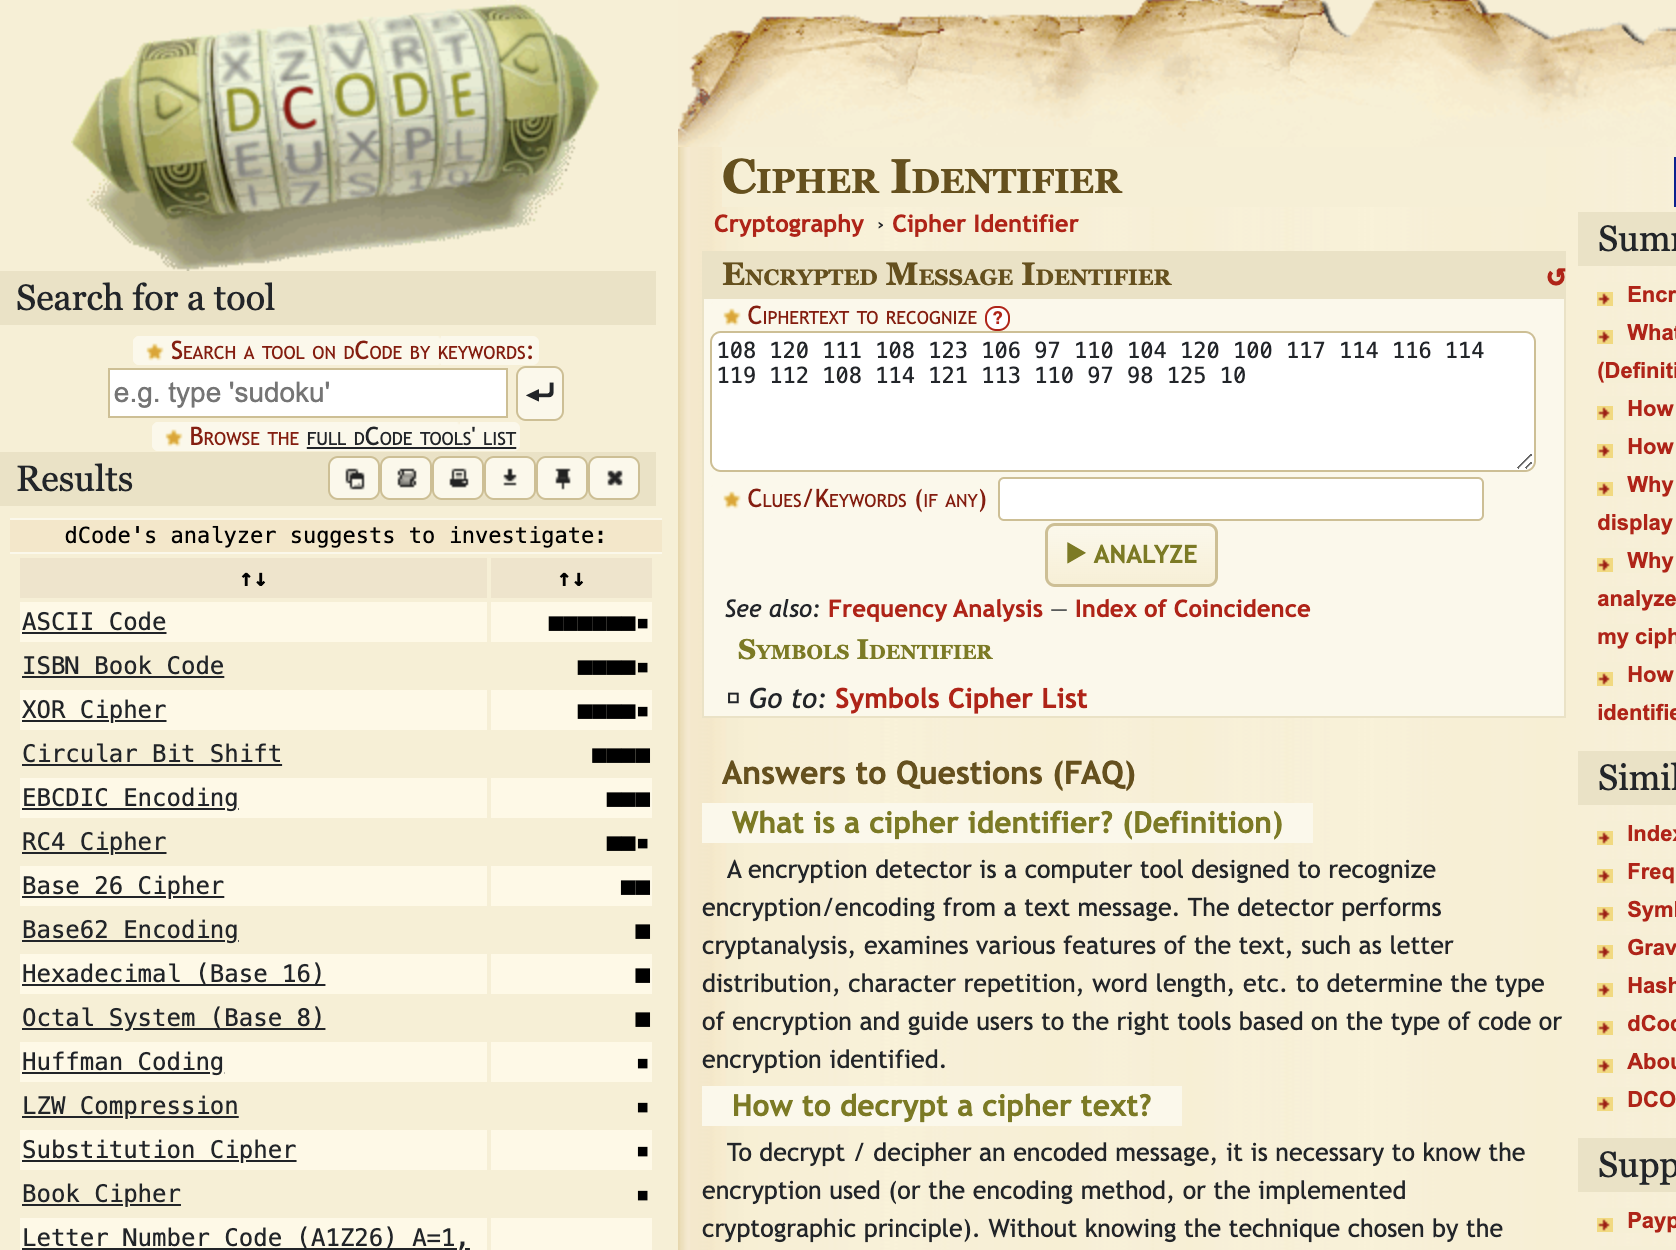 X Z V R T
D C O D E
E U X P L
Search for a tool
Search a tool on dCode by keywords:
e.g. type 'sudoku'
Browse the full dCode tools' list
Results
dCode's analyzer suggests to investigate:
↑↓ ↑↓
ASCII Code
ISBN Book Code
XOR Cipher
Circular Bit Shift
EBCDIC Encoding
RC4 Cipher
Base 26 Cipher
Base62 Encoding
Hexadecimal (Base 16)
Octal System (Base 8)
Huffman Coding
LZW Compression
Substitution Cipher
Book Cipher
Letter Number Code (A1Z26) A=1,
Cipher Identifier
Cryptography › Cipher Identifier
Encrypted Message Identifier
Ciphertext to recognize ?
108 120 111 108 123 106 97 110 104 120 100 117 114 116 114
119 112 108 114 121 113 110 97 98 125 10
Clues/Keywords (if any)
▶ ANALYZE
See also: Frequency Analysis — Index of Coincidence
Symbols Identifier
Go to: Symbols Cipher List
Answers to Questions (FAQ)
What is a cipher identifier? (Definition)
A encryption detector is a computer tool designed to recognize
encryption/encoding from a text message. The detector performs
cryptanalysis, examines various features of the text, such as letter
distribution, character repetition, word length, etc. to determine the type
of encryption and guide users to the right tools based on the type of code or
encryption identified.
How to decrypt a cipher text?
To decrypt / decipher an encoded message, it is necessary to know the
encryption used (or the encoding method, or the implemented
cryptographic principle). Without knowing the technique chosen by the
Sum
Encr
What
(Definiti
How
How
Why
display
Why
analyze
my ciph
How
identifie
Simil
Index
Freq
Symb
Grav
Hash
dCod
Abou
DCO
Supp
Payp